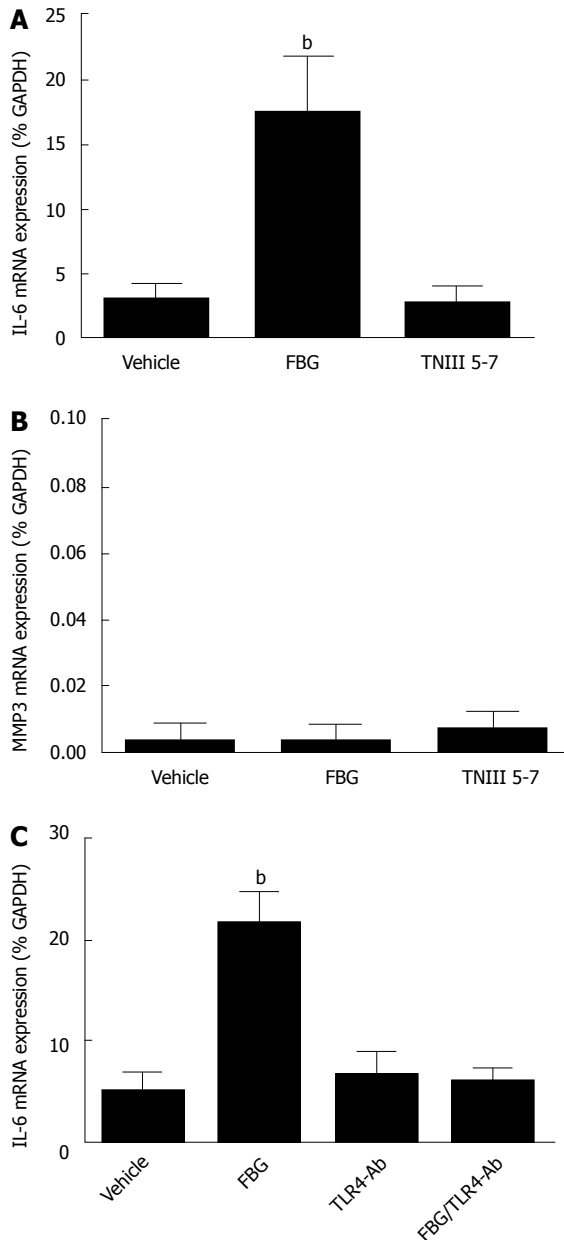 A
IL-6 mRNA expression (% GAPDH)
25
20
15
10
5
0
b
Vehicle FBG TNIII 5-7
B
MMP3 mRNA expression (% GAPDH)
0.10
0.08
0.06
0.04
0.02
0.00
Vehicle FBG TNIII 5-7
C
IL-6 mRNA expression (% GAPDH)
30
20
10
0
b
Vehicle
FBG
TLR4-Ab
FBG/TLR4-Ab